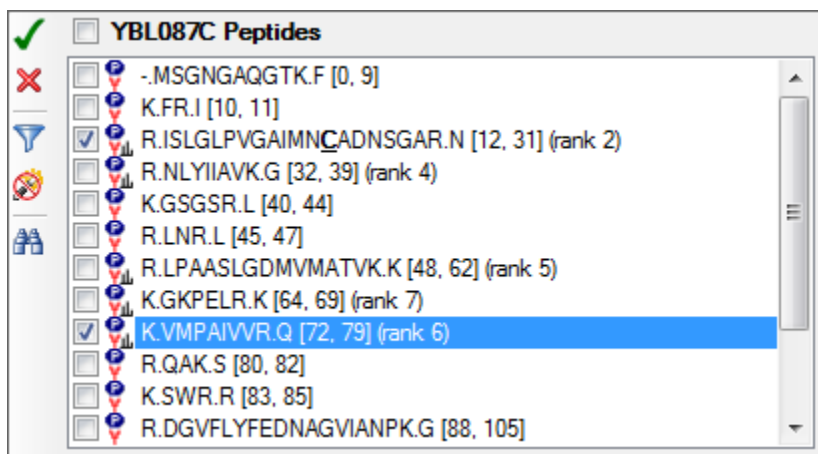 YBL087C Peptides
-.MSGNGAQGTK.F [0, 9]
K.FR.I [10, 11]
R.ISLGLPVGAIMNCADNSGAR.N [12, 31] (rank 2)
R.NLYIIAVK.G [32, 39] (rank 4)
K.GSGSR.L [40, 44]
R.LNR.L [45, 47]
R.LPAASLGDMVMATVK.K [48, 62] (rank 5)
K.GKPELR.K [64, 69] (rank 7)
K.VMPAIVVR.Q [72, 79] (rank 6)
R.QAK.S [80, 82]
K.SWR.R [83, 85]
R.DGVFLYFEDNAGVIANPK.G [88, 105]